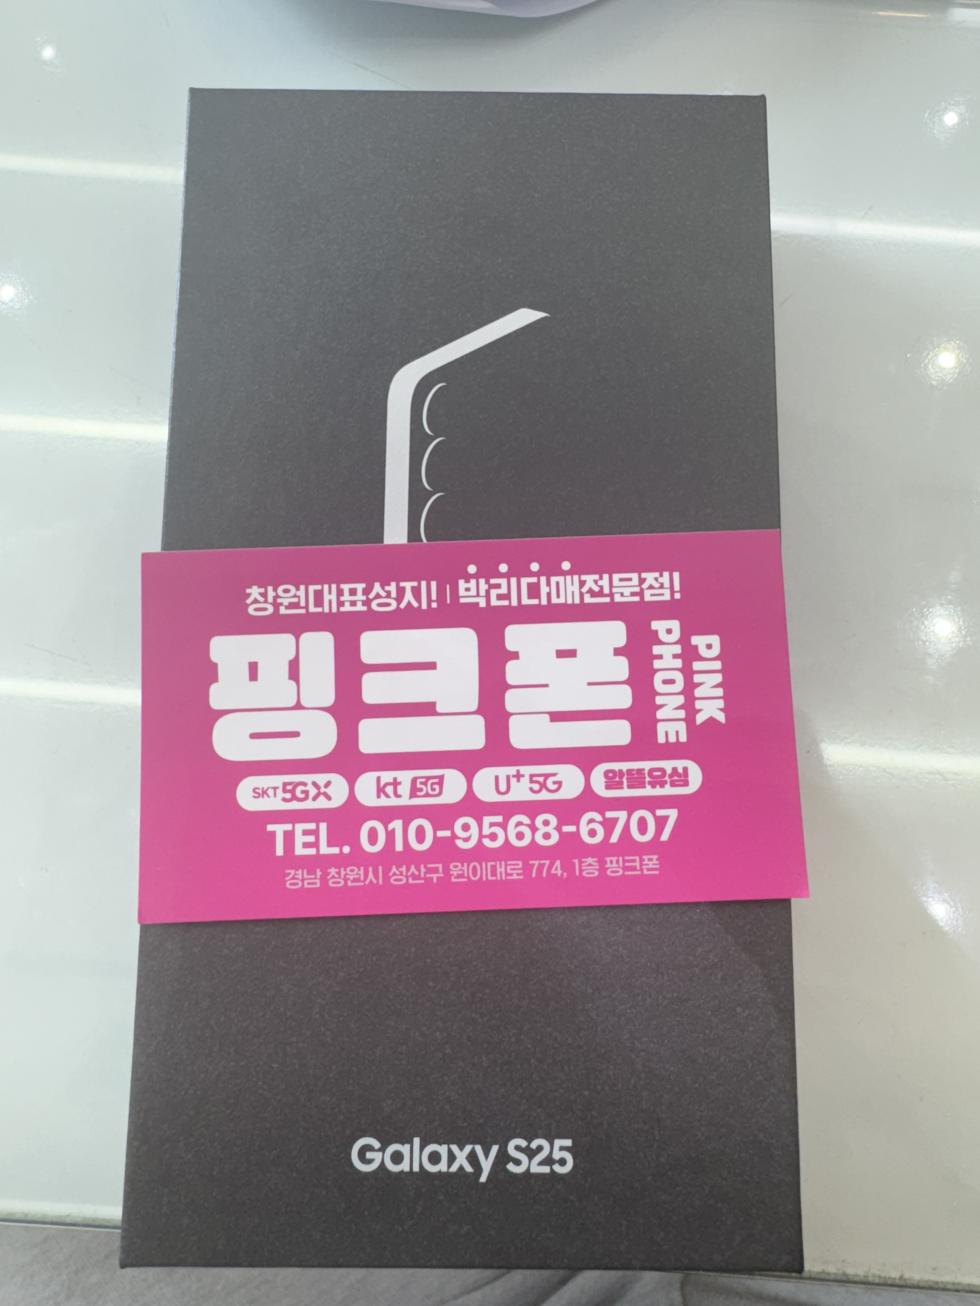 창원대표성지! | 박리다매전문점!
핑크폰
PINK
PHONE
SKT 5GX
kt 5G
U+5G
알뜰유심
TEL. 010-9568-6707
경남 창원시 성산구 원이대로 774, 1층 핑크폰
Galaxy S25